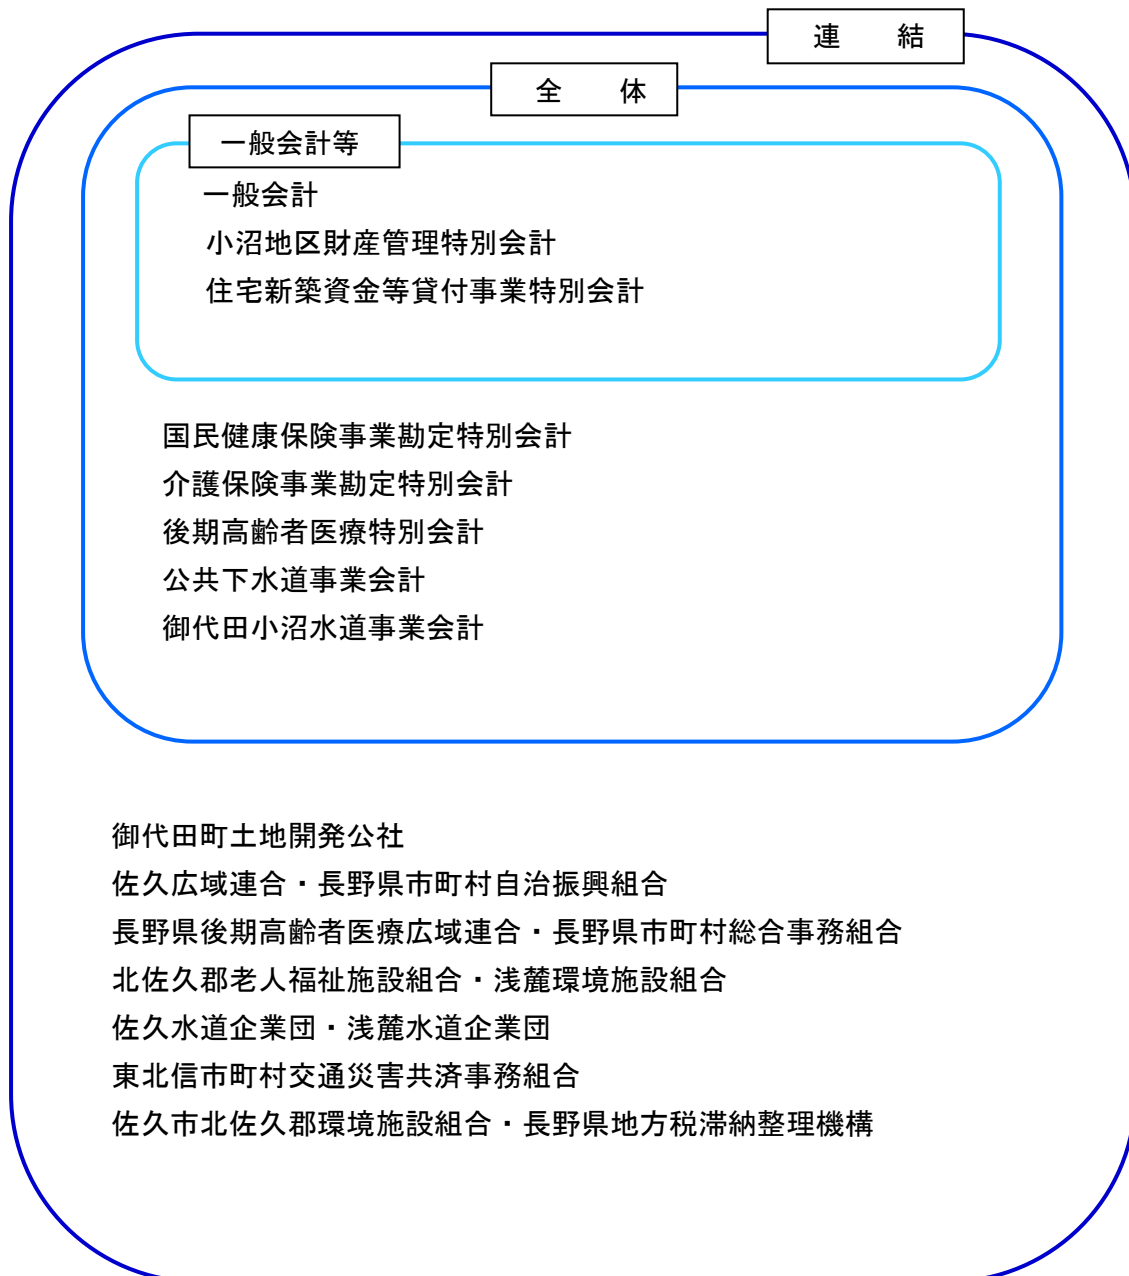 連　　結
全　　体
一般会計等
一般会計
小沼地区財産管理特別会計
住宅新築資金等貸付事業特別会計
国民健康保険事業勘定特別会計
介護保険事業勘定特別会計
後期高齢者医療特別会計
公共下水道事業会計
御代田小沼水道事業会計
御代田町土地開発公社
佐久広域連合・長野県市町村自治振興組合
長野県後期高齢者医療広域連合・長野県市町村総合事務組合
北佐久郡老人福祉施設組合・浅麓環境施設組合
佐久水道企業団・浅麓水道企業団
東北信市町村交通災害共済事務組合
佐久市北佐久郡環境施設組合・長野県地方税滞納整理機構